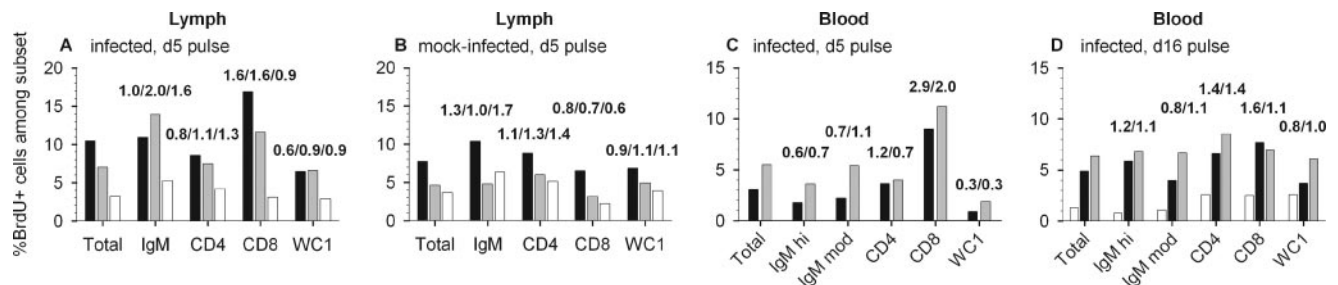 Lymph
A infected, d5 pulse
%BrdU+ cells among subset
15
10
5
0
1.0/2.0/1.6
0.8/1.1/1.3
1.6/1.6/0.9
0.6/0.9/0.9
Total IgM CD4 CD8 WC1
Lymph
B mock-infected, d5 pulse
15
10
5
0
1.3/1.0/1.7
1.1/1.3/1.4
0.8/0.7/0.6
0.9/1.1/1.1
Total IgM CD4 CD8 WC1
Blood
C infected, d5 pulse
15
10
5
0
0.6/0.7
0.7/1.1
1.2/0.7
2.9/2.0
0.3/0.3
Total IgM hi IgM mod CD4 CD8 WC1
Blood
D infected, d16 pulse
15
10
5
0
1.2/1.1
0.8/1.1
1.4/1.4
1.6/1.1
0.8/1.0
Total IgM hi IgM mod CD4 CD8 WC1